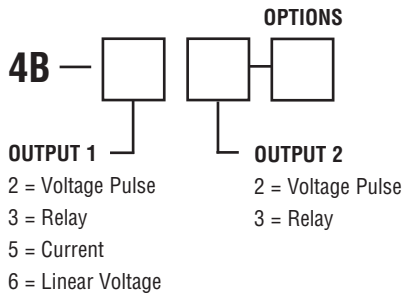 OPTIONS
4B —
OUTPUT 1
2 = Voltage Pulse
3 = Relay
5 = Current
6 = Linear Voltage
OUTPUT 2
2 = Voltage Pulse
3 = Relay